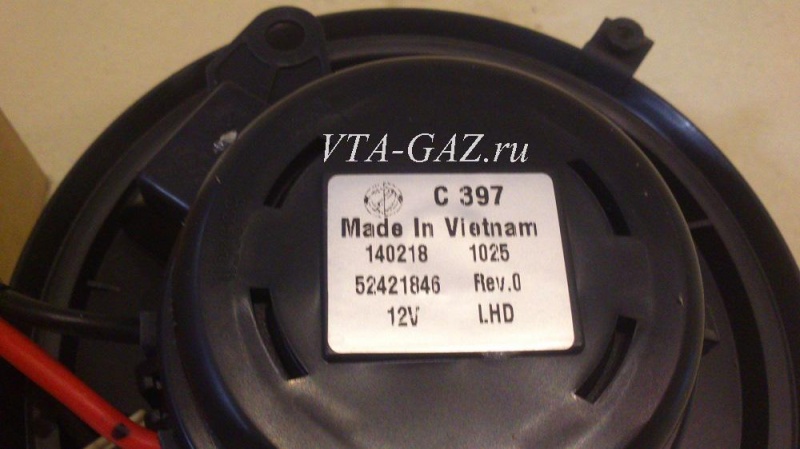 VTA-GAZ.ru
C 397
Made In Vietnam
140218 1025
52421846 Rev.0
12V LHD